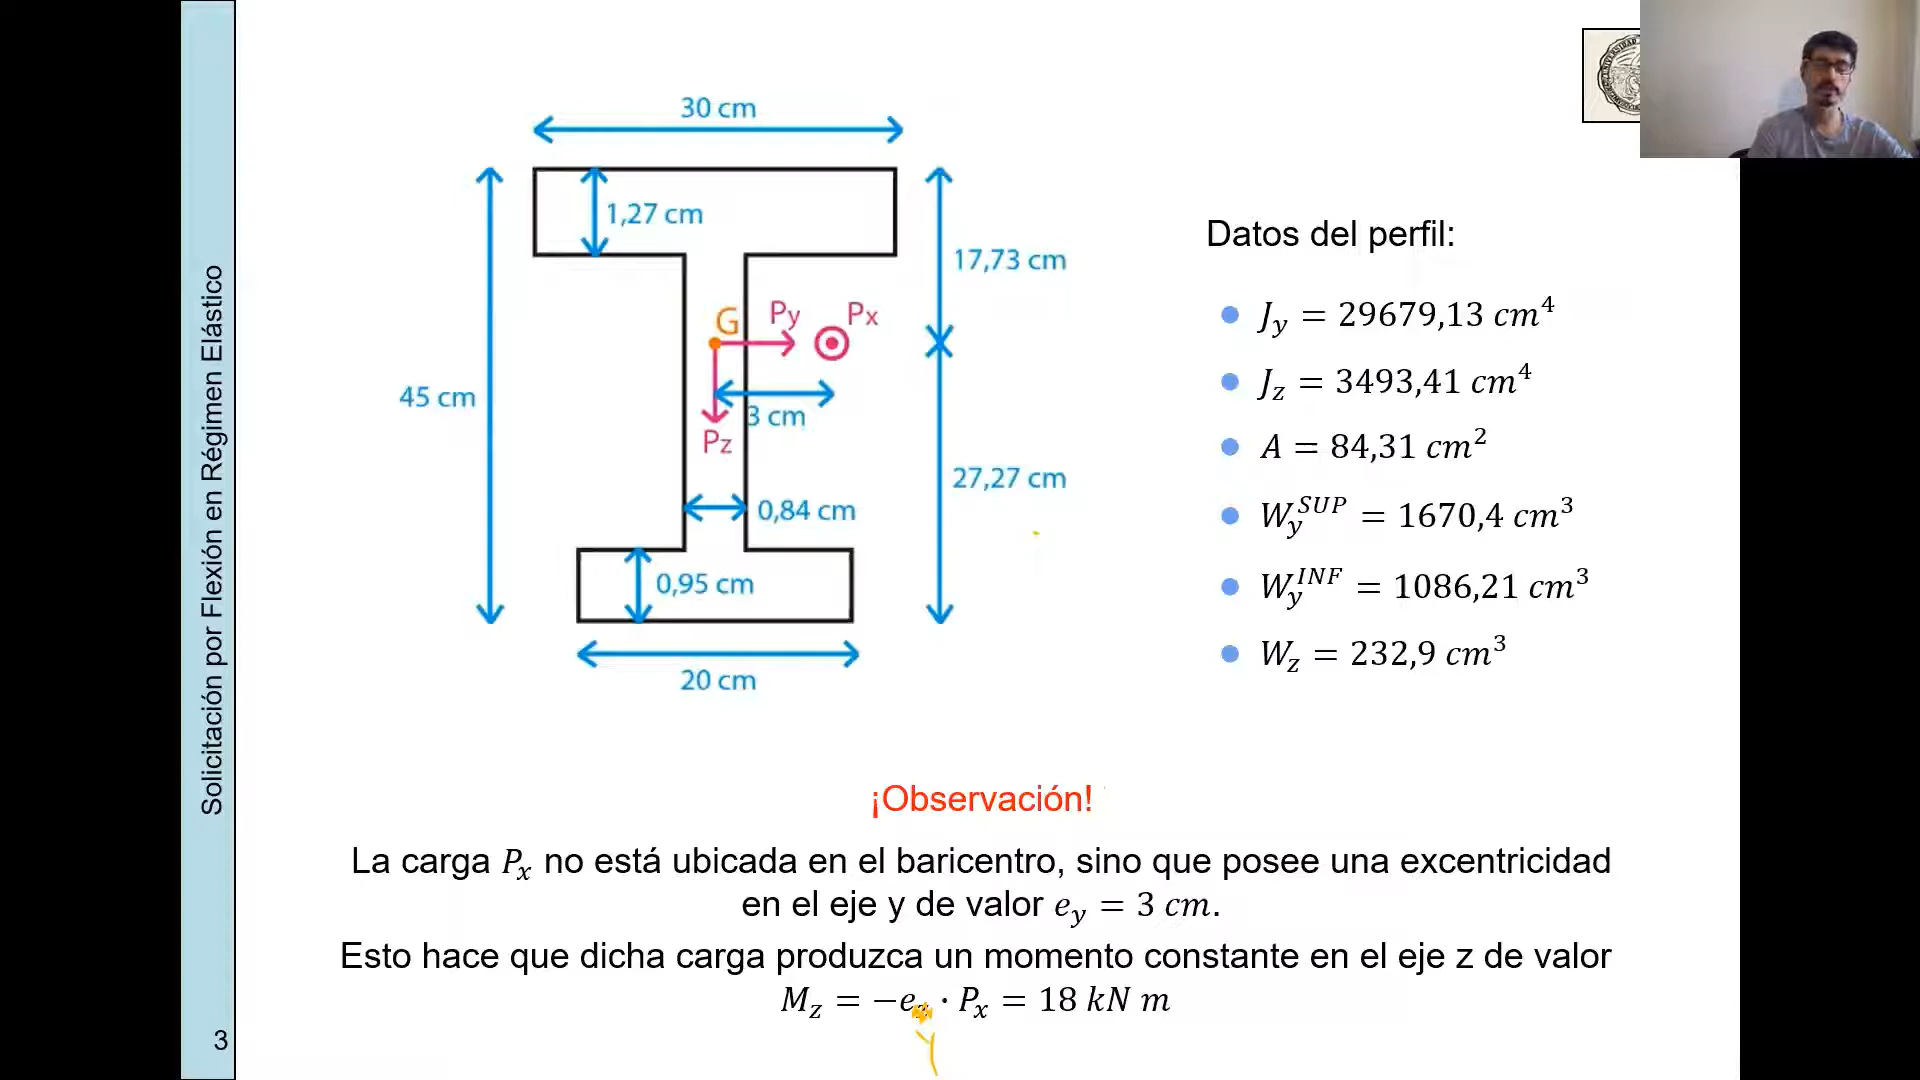 Solicitación por Flexión en Régimen Elástico
30 cm
1,27 cm
17,73 cm
G
Py
Px
45 cm
3 cm
Pz
27,27 cm
0,84 cm
0,95 cm
20 cm
Datos del perfil:
J_y = 29679,13 cm⁴
J_z = 3493,41 cm⁴
A = 84,31 cm²
W_y^SUP = 1670,4 cm³
W_y^INF = 1086,21 cm³
W_z = 232,9 cm³
¡Observación!
La carga P_x no está ubicada en el baricentro, sino que posee una excentricidad
en el eje y de valor e_y = 3 cm.
Esto hace que dicha carga produzca un momento constante en el eje z de valor
M_z = −e · P_x = 18 kN m
y
3